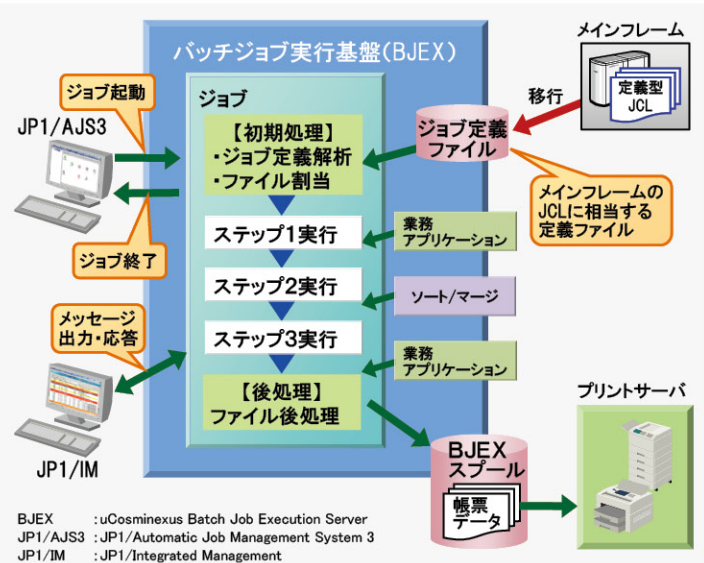 バッチジョブ実行基盤(BJEX)
メインフレーム
定義型
JCL
移行
ジョブ起動
JP1/AJS3
ジョブ
【初期処理】
・ジョブ定義解析
・ファイル割当
ジョブ定義
ファイル
メインフレームの
JCLに相当する
定義ファイル
ジョブ終了
ステップ1実行
業務
アプリケーション
ステップ2実行
ソート/マージ
メッセージ
出力・応答
ステップ3実行
業務
アプリケーション
【後処理】
ファイル後処理
JP1/IM
BJEX
スプール
帳票
データ
プリントサーバ
BJEX :uCosminexus Batch Job Execution Server
JP1/AJS3 :JP1/Automatic Job Management System 3
JP1/IM :JP1/Integrated Management